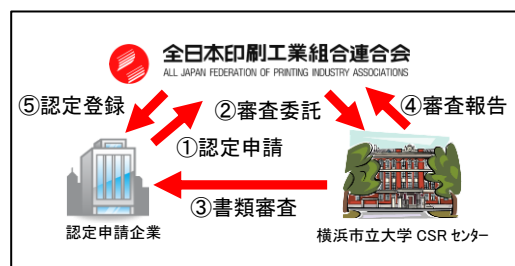 全日本印刷工業組合連合会
ALL JAPAN FEDERATION OF PRINTING INDUSTRY ASSOCIATIONS
⑤認定登録
②審査委託
④審査報告
①認定申請
③書類審査
認定申請企業
横浜市立大学 CSR センター